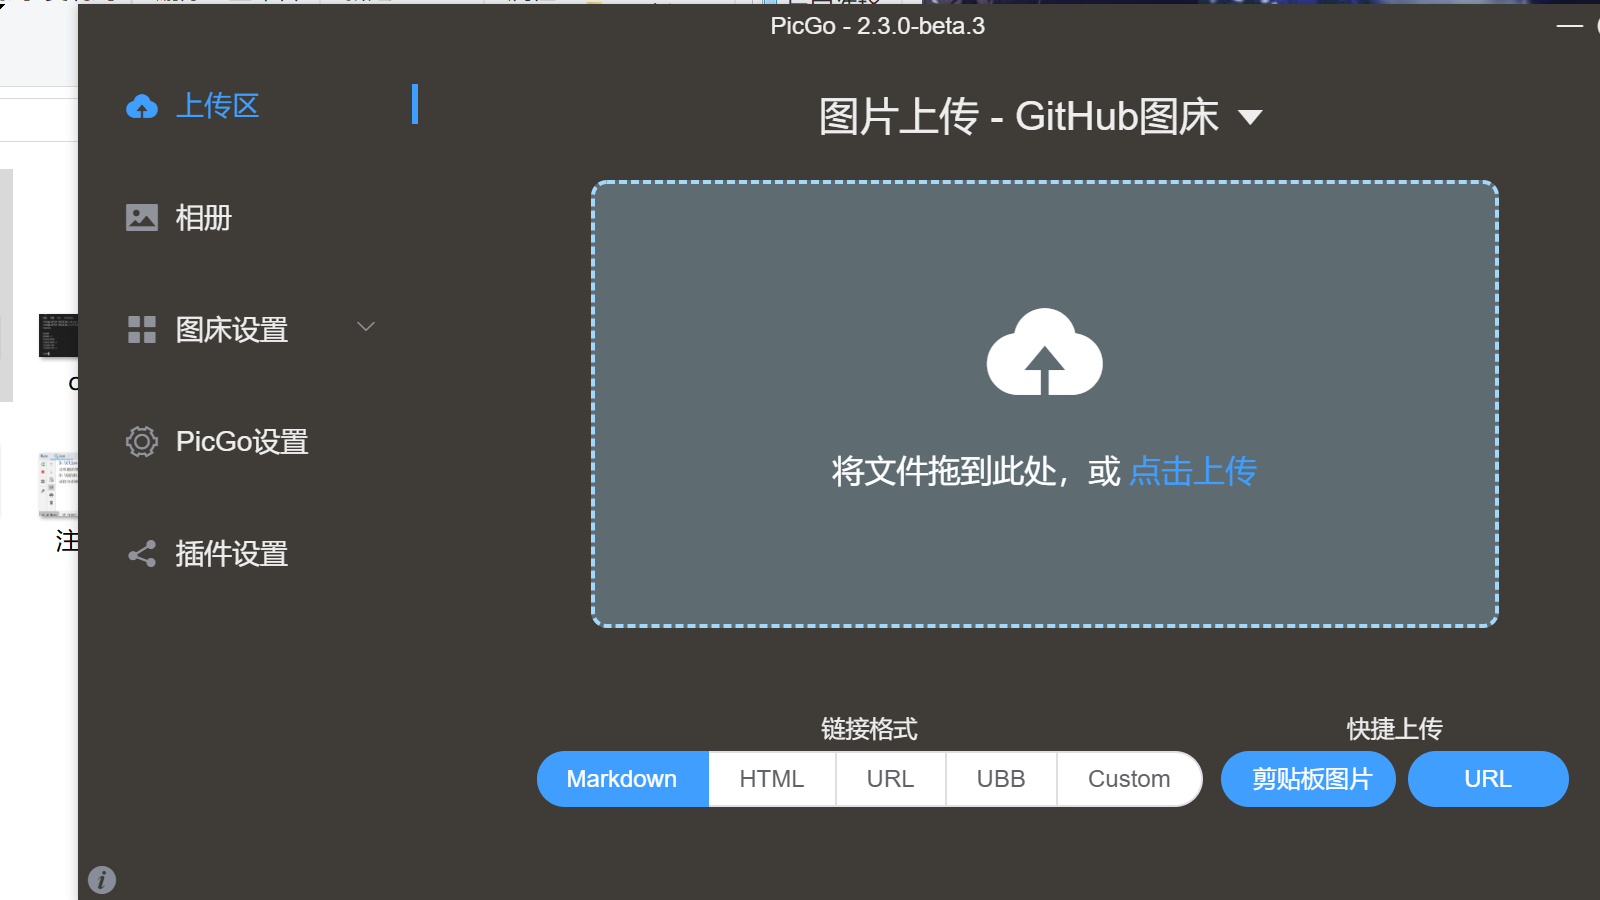 PicGo - 2.3.0-beta.3
上传区
图片上传 - GitHub图床
相册
图床设置
PicGo设置
插件设置
将文件拖到此处，或 点击上传
链接格式
快捷上传
Markdown
HTML
URL
UBB
Custom
剪贴板图片
URL
注